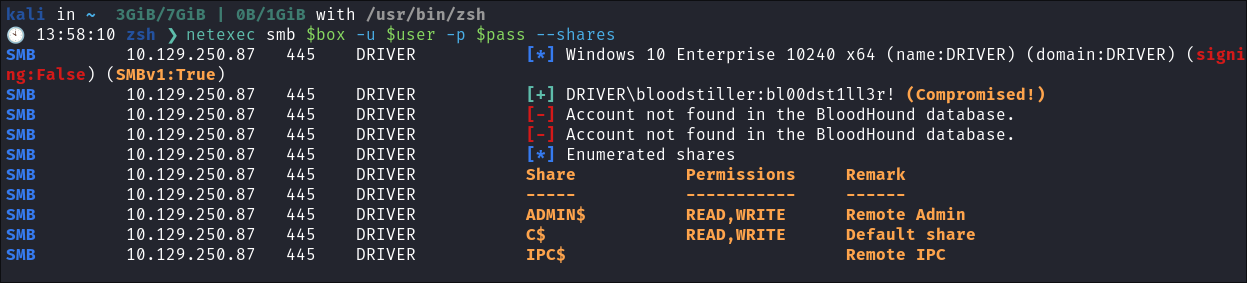 kali in ~  3GiB/7GiB | 0B/1GiB with /usr/bin/zsh
🕙 13:58:10 zsh ❯ netexec smb $box -u $user -p $pass --shares
SMB         10.129.250.87   445    DRIVER           [*] Windows 10 Enterprise 10240 x64 (name:DRIVER) (domain:DRIVER) (signi
ng:False) (SMBv1:True)
SMB         10.129.250.87   445    DRIVER           [+] DRIVER\bloodstiller:bl00dst1ll3r! (Compromised!)
SMB         10.129.250.87   445    DRIVER           [-] Account not found in the BloodHound database.
SMB         10.129.250.87   445    DRIVER           [-] Account not found in the BloodHound database.
SMB         10.129.250.87   445    DRIVER           [*] Enumerated shares
SMB         10.129.250.87   445    DRIVER           Share           Permissions     Remark
SMB         10.129.250.87   445    DRIVER           -----           -----------     ------
SMB         10.129.250.87   445    DRIVER           ADMIN$          READ,WRITE      Remote Admin
SMB         10.129.250.87   445    DRIVER           C$              READ,WRITE      Default share
SMB         10.129.250.87   445    DRIVER           IPC$                            Remote IPC